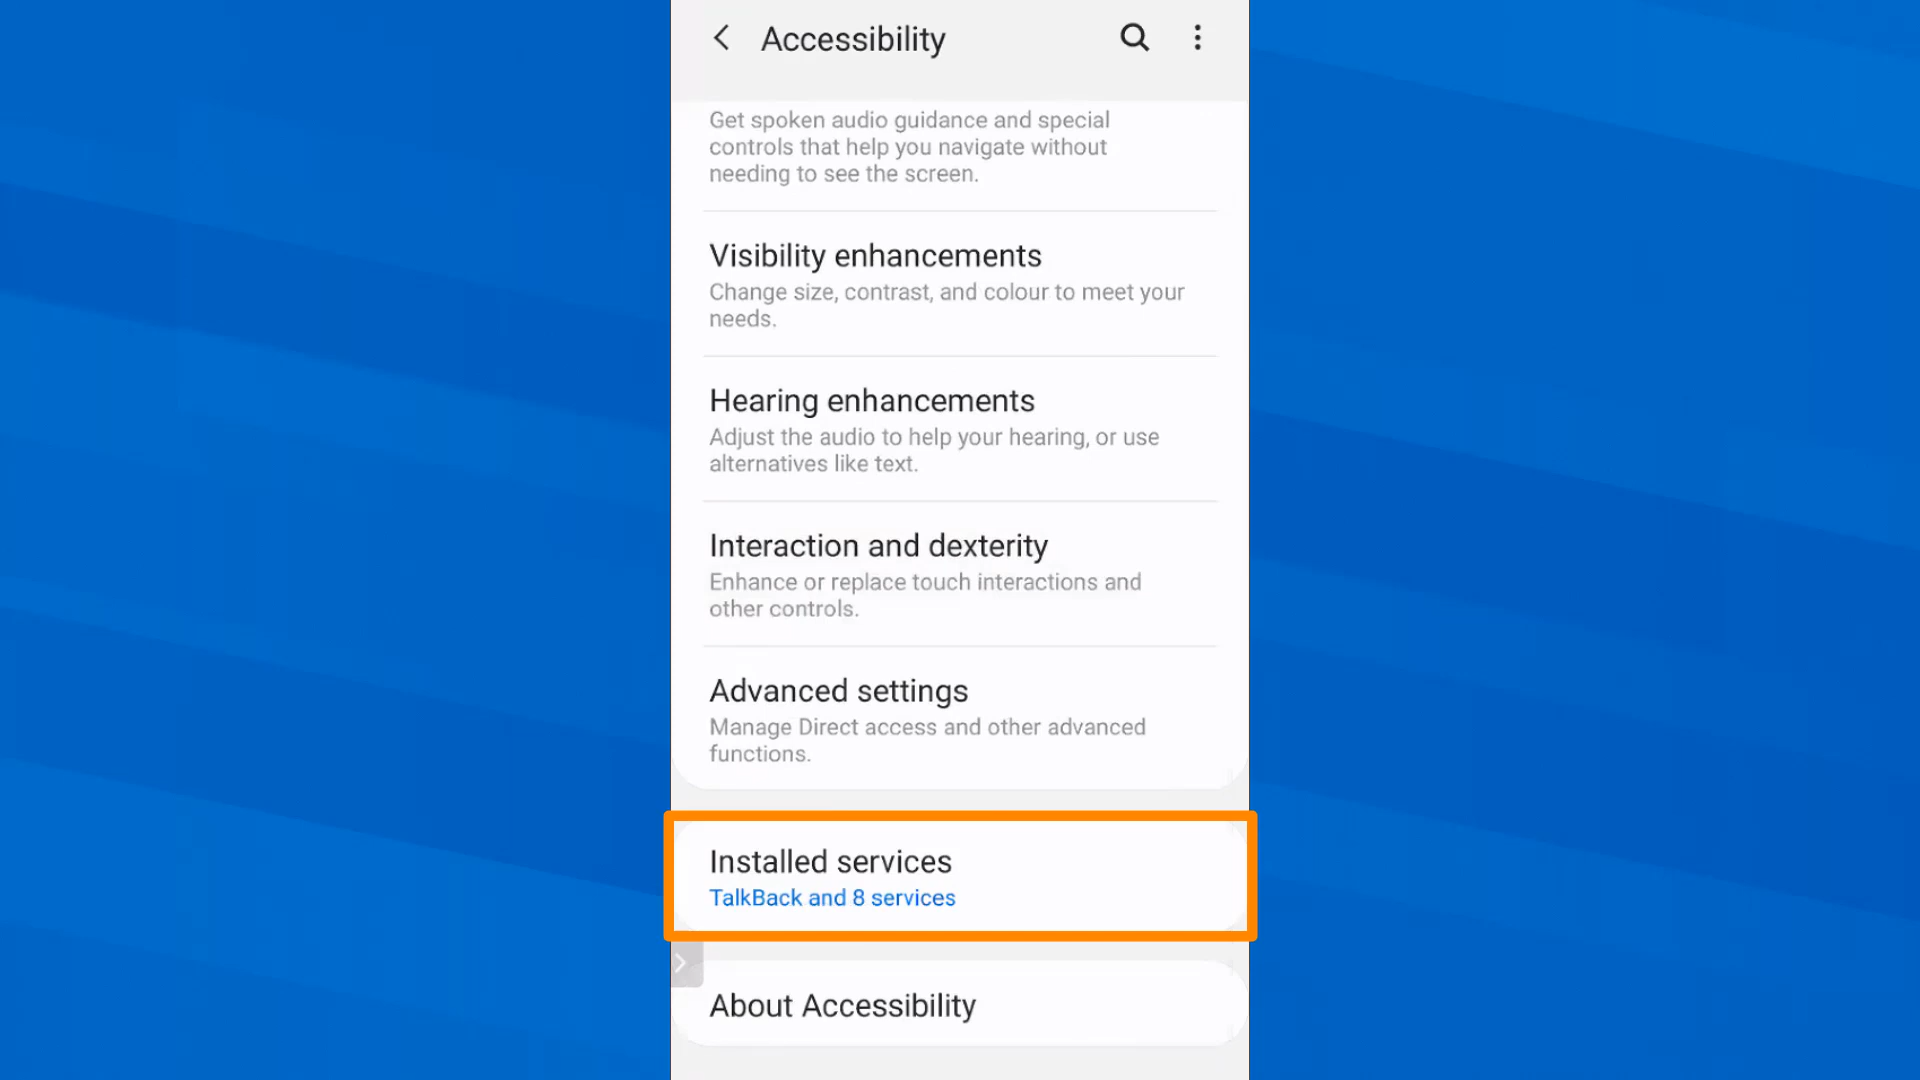 Accessibility
Get spoken audio guidance and special
controls that help you navigate without
needing to see the screen.
Visibility enhancements
Change size, contrast, and colour to meet your
needs.
Hearing enhancements
Adjust the audio to help your hearing, or use
alternatives like text.
Interaction and dexterity
Enhance or replace touch interactions and
other controls.
Advanced settings
Manage Direct access and other advanced
functions.
Installed services
TalkBack and 8 services
About Accessibility